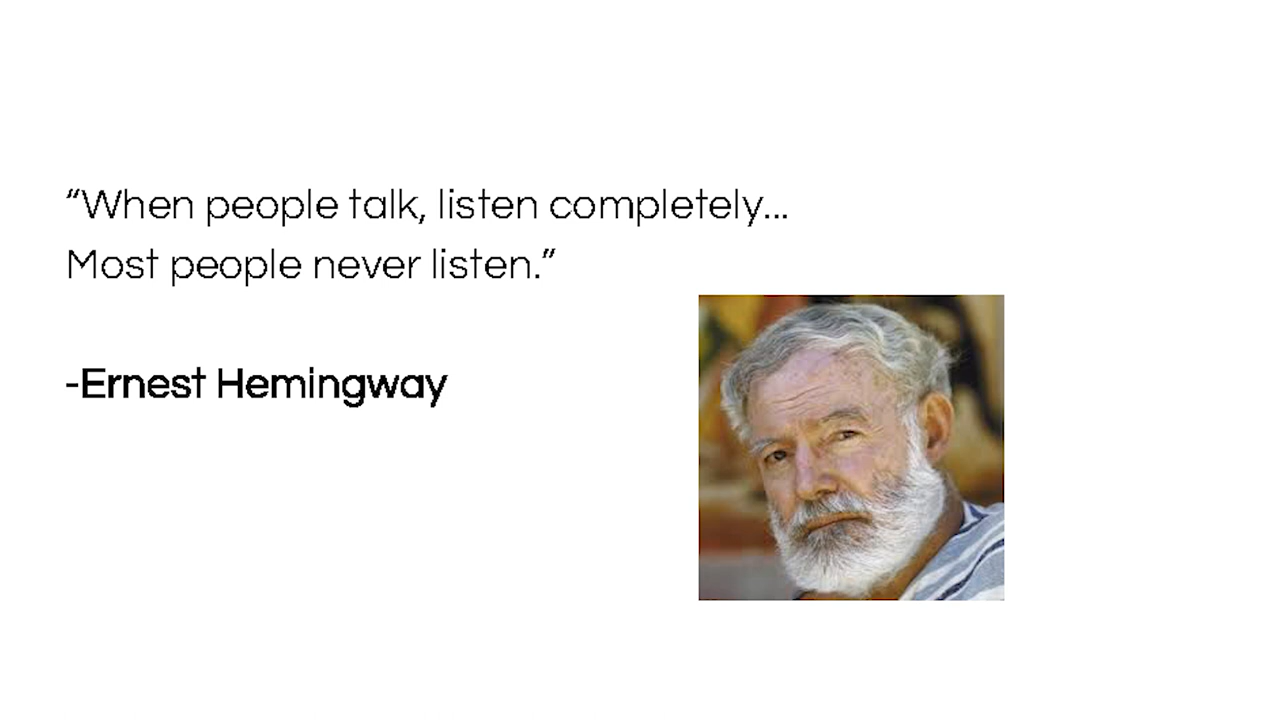 “When people talk, listen completely...
Most people never listen.”
-Ernest Hemingway